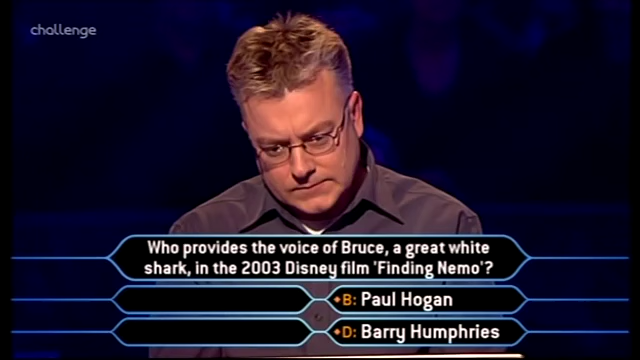 challenge
Who provides the voice of Bruce, a great white
shark, in the 2003 Disney film 'Finding Nemo'?
B: Paul Hogan
D: Barry Humphries